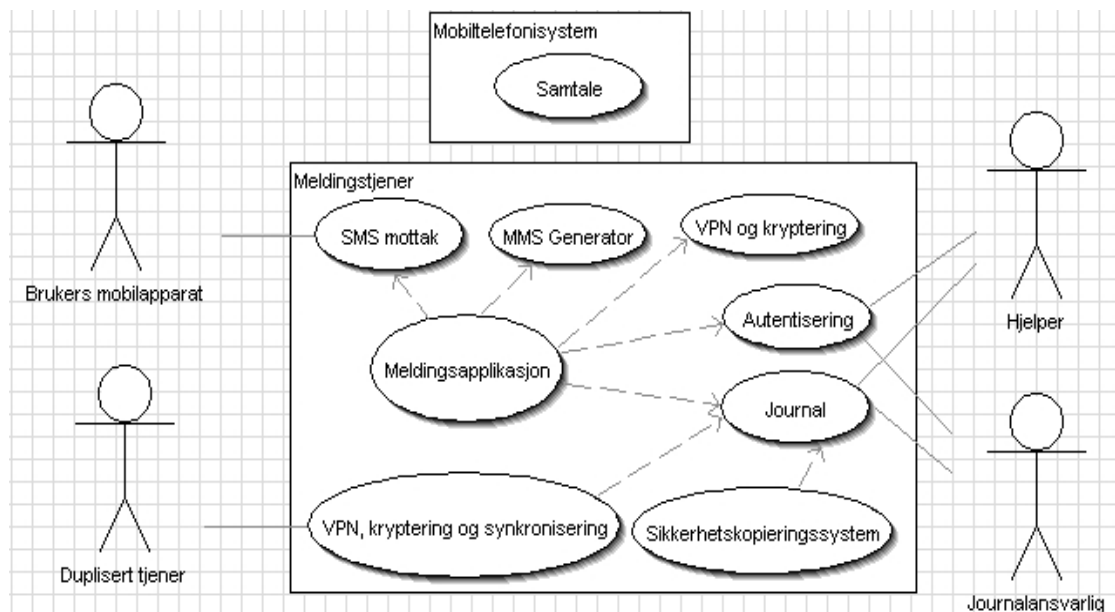 Mobiltelefonisystem
Samtale
Meldingstjener
SMS mottak
MMS Generator
VPN og kryptering
Brukers mobilapparat
Autentisering
Hjelper
Meldingsapplikasjon
Journal
VPN, kryptering og synkronisering
Sikkerhetskopieringssystem
Duplisert tjener
Journalansvarlig